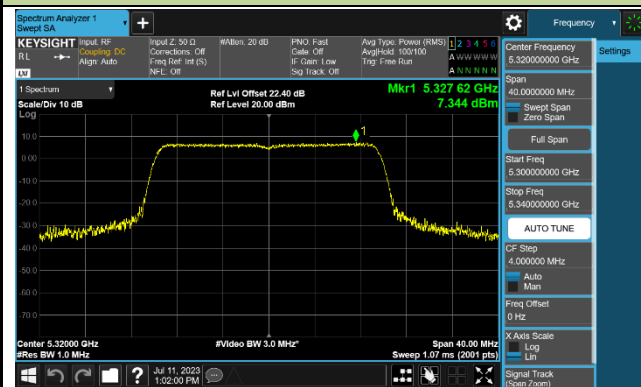 Spectrum Analyzer 1
Swept SA
Frequency
KEYSIGHT
RL
LXI
Input: RF
Coupling: DC
Align: Auto
Input Z: 50 Ω
Corrections: Off
Freq Ref: Int (S)
NFE: Off
#Atten: 20 dB
PNO: Fast
Gate: Off
IF Gain: Low
Sig Track: Off
Avg Type: Power (RMS)
Avg|Hold: 100/100
Trig: Free Run
1 2 3 4 5 6
A W W W W W
A N N N N N
1 Spectrum
Scale/Div 10 dB
Log
Ref Lvl Offset 22.40 dB
Ref Level 20.00 dBm
Mkr1 5.327 62 GHz
7.344 dBm
1
10.0
0.00
-10.0
-20.0
-30.0
-40.0
-50.0
-60.0
-70.0
Center 5.32000 GHz
#Res BW 1.0 MHz
#Video BW 3.0 MHz*
Span 40.00 MHz
Sweep 1.07 ms (2001 pts)
Center Frequency
5.320000000 GHz
Settings
Span
40.0000000 MHz
Swept Span
Zero Span
Full Span
Start Freq
5.300000000 GHz
Stop Freq
5.340000000 GHz
AUTO TUNE
CF Step
4.000000 MHz
Auto
Man
Freq Offset
0 Hz
X Axis Scale
Log
Lin
Signal Track
(Span Zoom)
Jul 11, 2023
1:02:00 PM